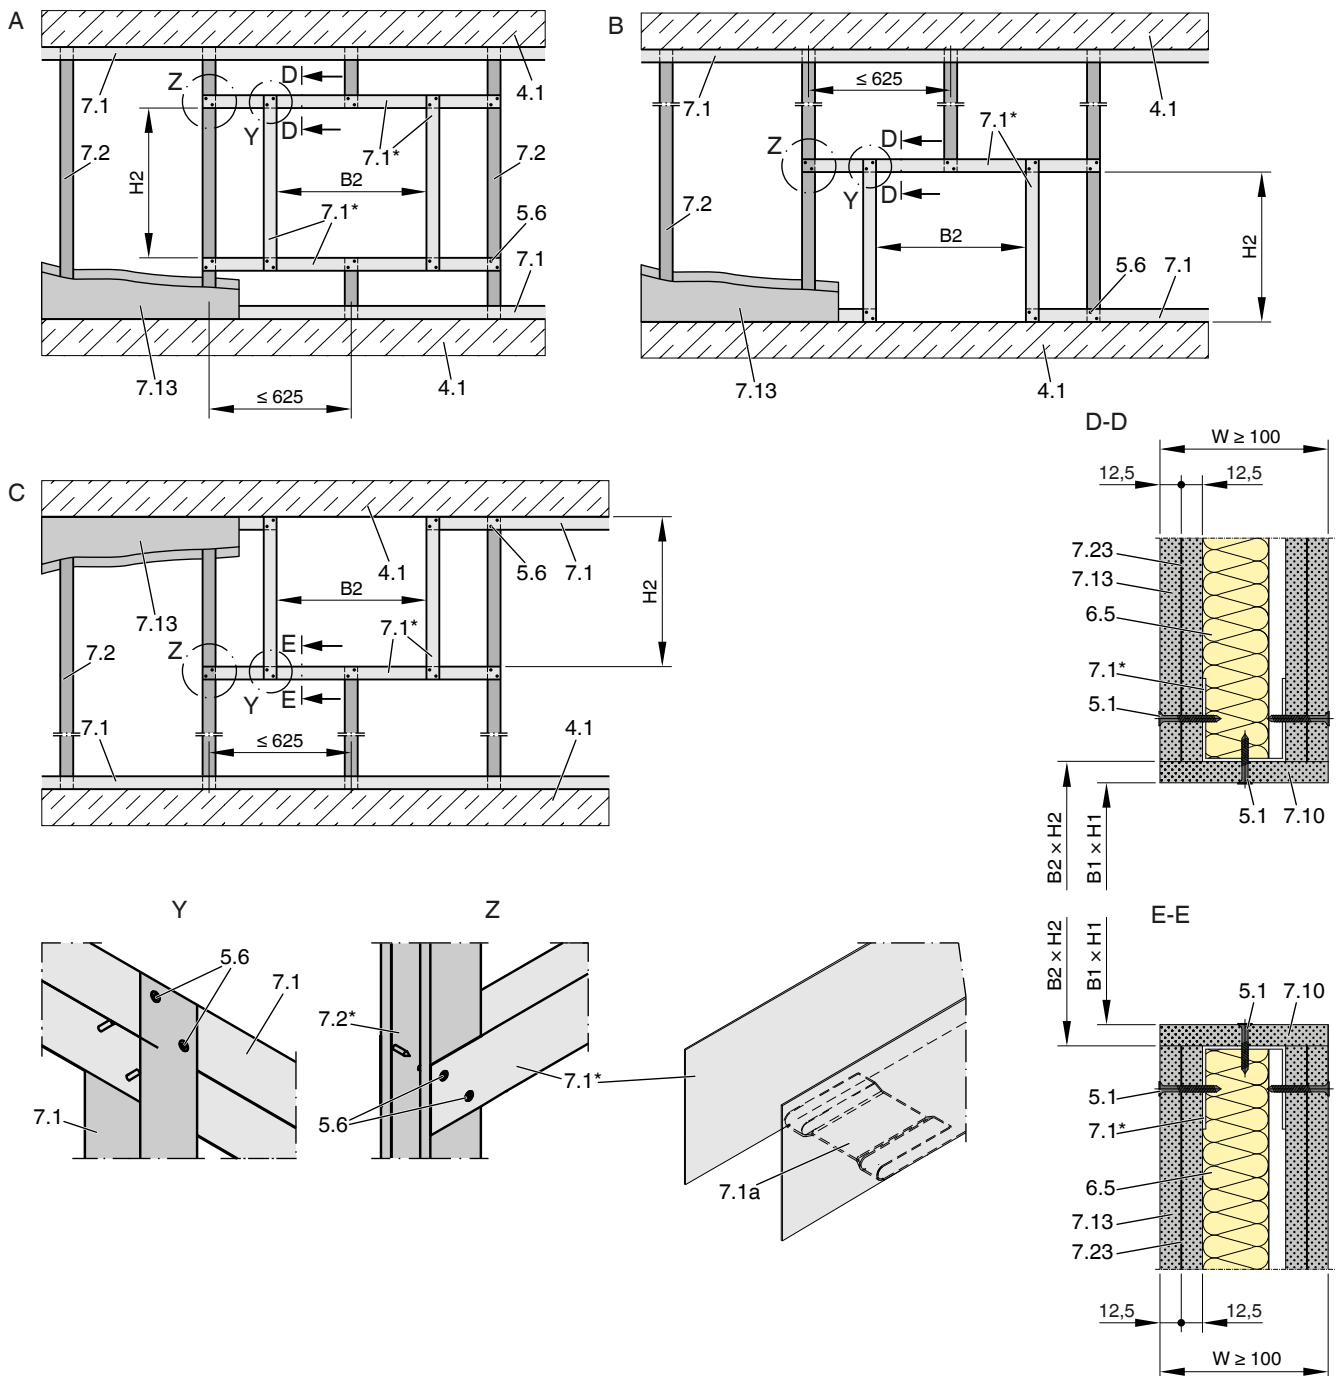 A
4.1
7.1
Z
D
D
Y
7.1*
7.2
7.2
H2
B2
7.1*
5.6
7.1
7.13
4.1
≤ 625
B
4.1
7.1
≤ 625
7.1*
Z
D
D
Y
7.2
B2
H2
5.6
7.1
7.13
4.1
C
4.1
5.6
7.1
B2
H2
7.13
7.1*
7.2
Z
E
E
Y
7.1
≤ 625
4.1
D-D
W ≥ 100
12,5
12,5
7.23
7.13
6.5
7.1*
5.1
5.1
7.10
B2 × H2
B1 × H1
E-E
B2 × H2
B1 × H1
5.1
7.10
5.1
7.1*
6.5
7.13
7.23
12,5
12,5
W ≥ 100
Y
5.6
7.1
7.1
Z
7.2*
7.1*
5.6
7.1a